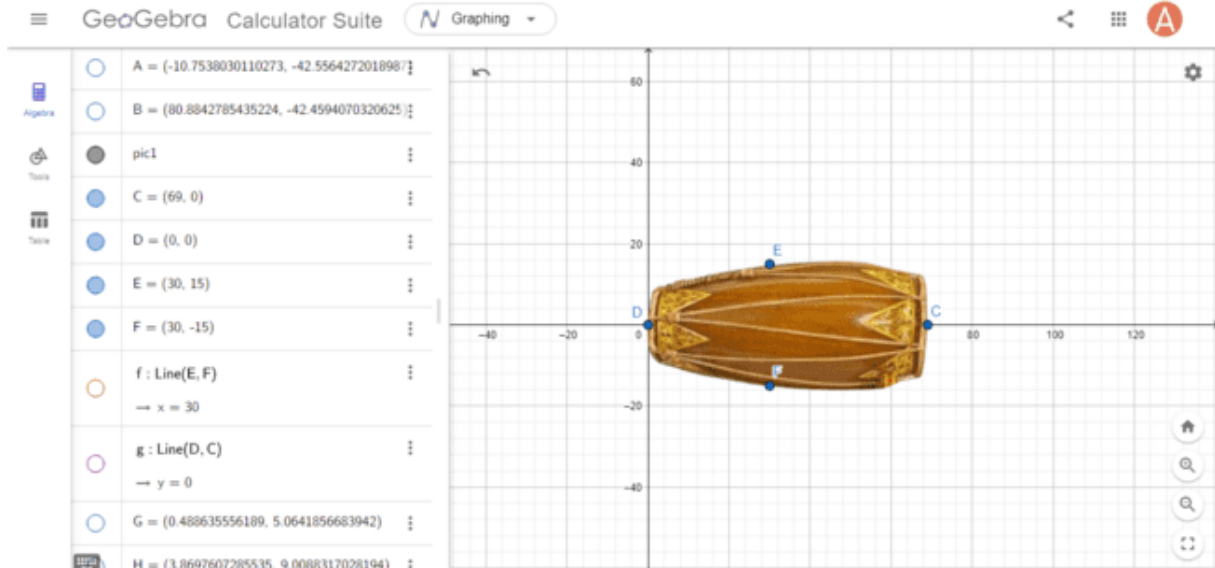 GeoGebra Calculator Suite Graphing A
A = (-10.7538030110273, -42.5564272018987
B = (80.8842785435224, -42.4594070320625)
pic1
C = (69, 0)
D = (0, 0)
E = (30, 15)
F = (30, -15)
f : Line(E, F)
→ x = 30
g : Line(D, C)
→ y = 0
G = (0.488635556189, 5.0641856683942)
H = (3.8697607285535, 9.0088317028194)
Algebra
Tools
Table
60
40
20
-20
-40
-40 -20 0 80 100 120
E
D
C
F